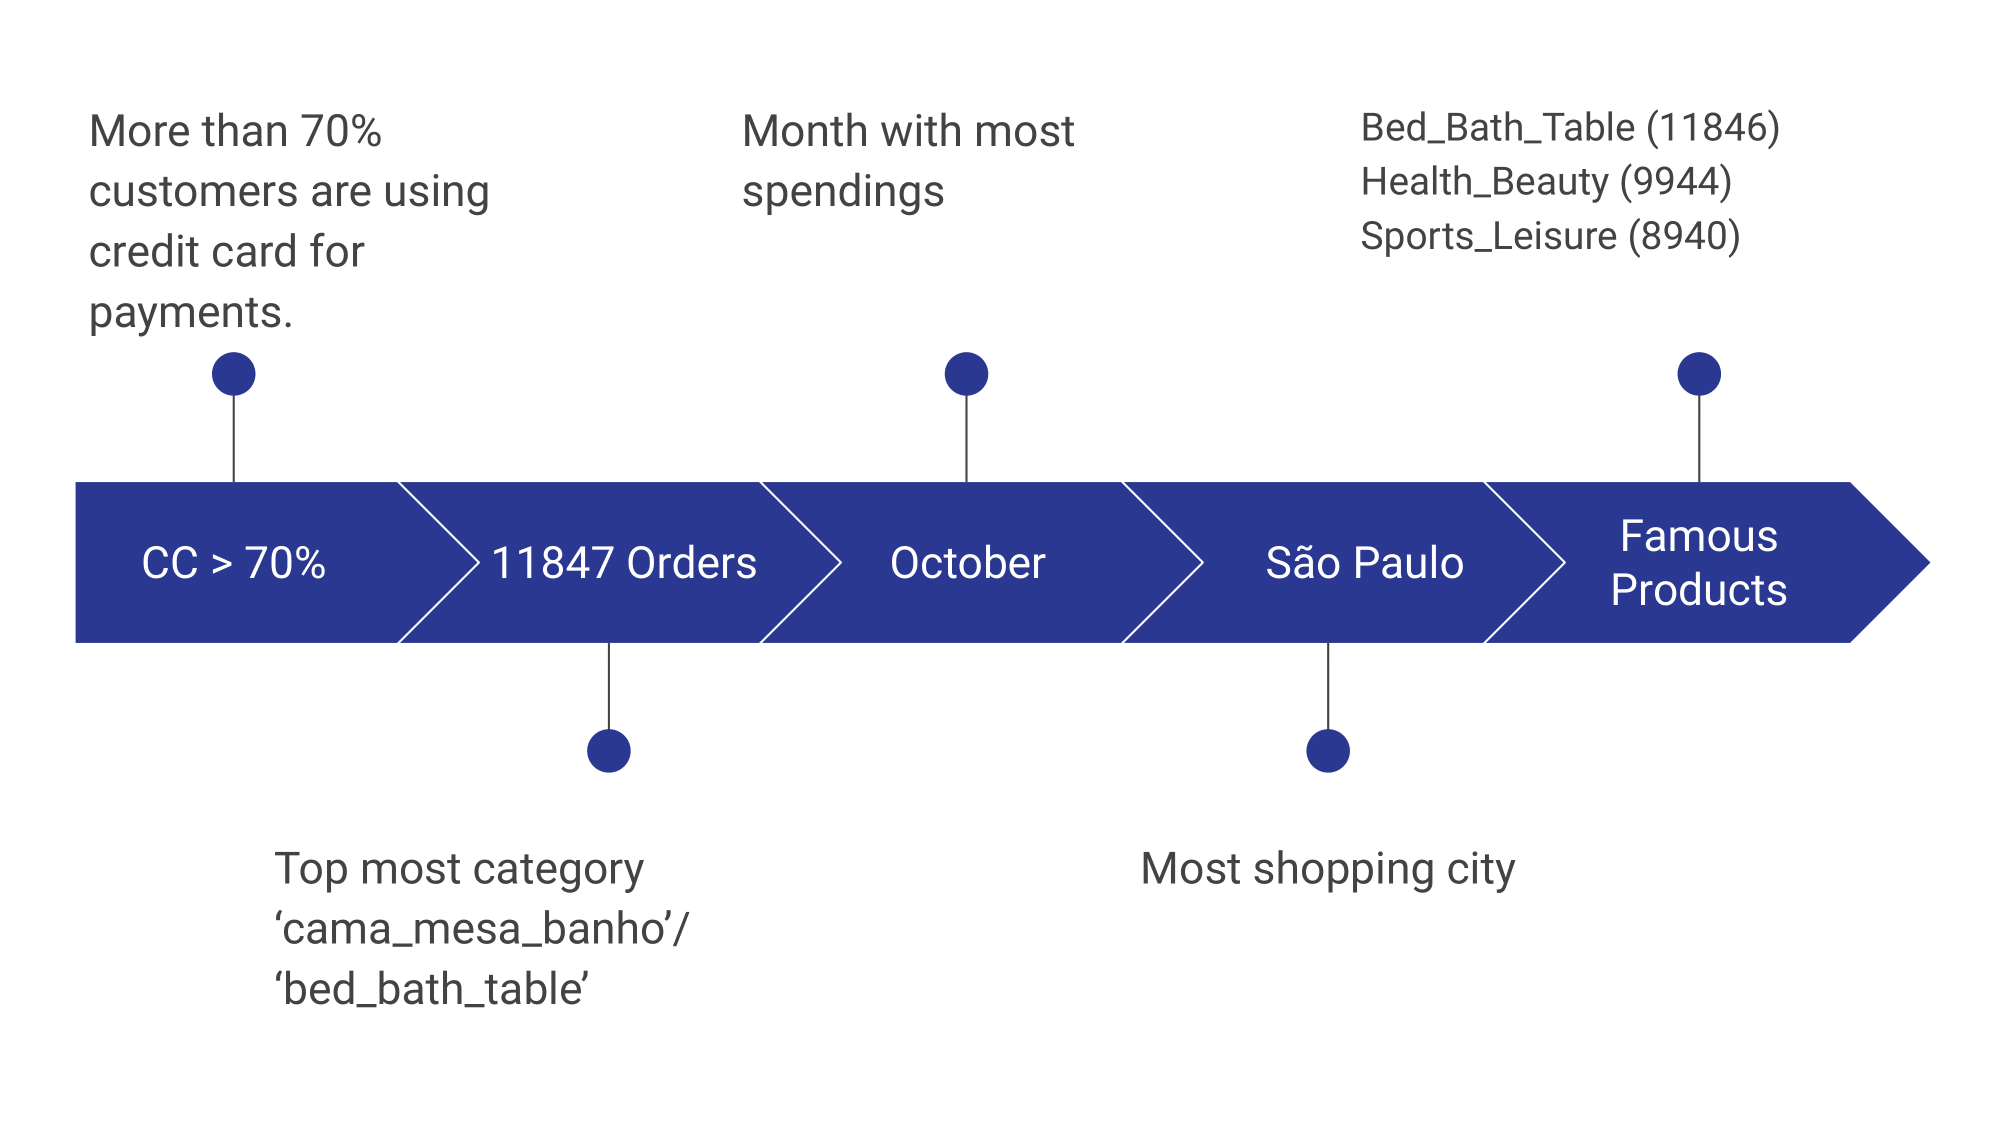 More than 70%
customers are using
credit card for
payments.
Month with most
spendings
Bed_Bath_Table (11846)
Health_Beauty (9944)
Sports_Leisure (8940)
CC > 70%
11847 Orders
October
São Paulo
Famous
Products
Top most category
‘cama_mesa_banho’/
‘bed_bath_table’
Most shopping city